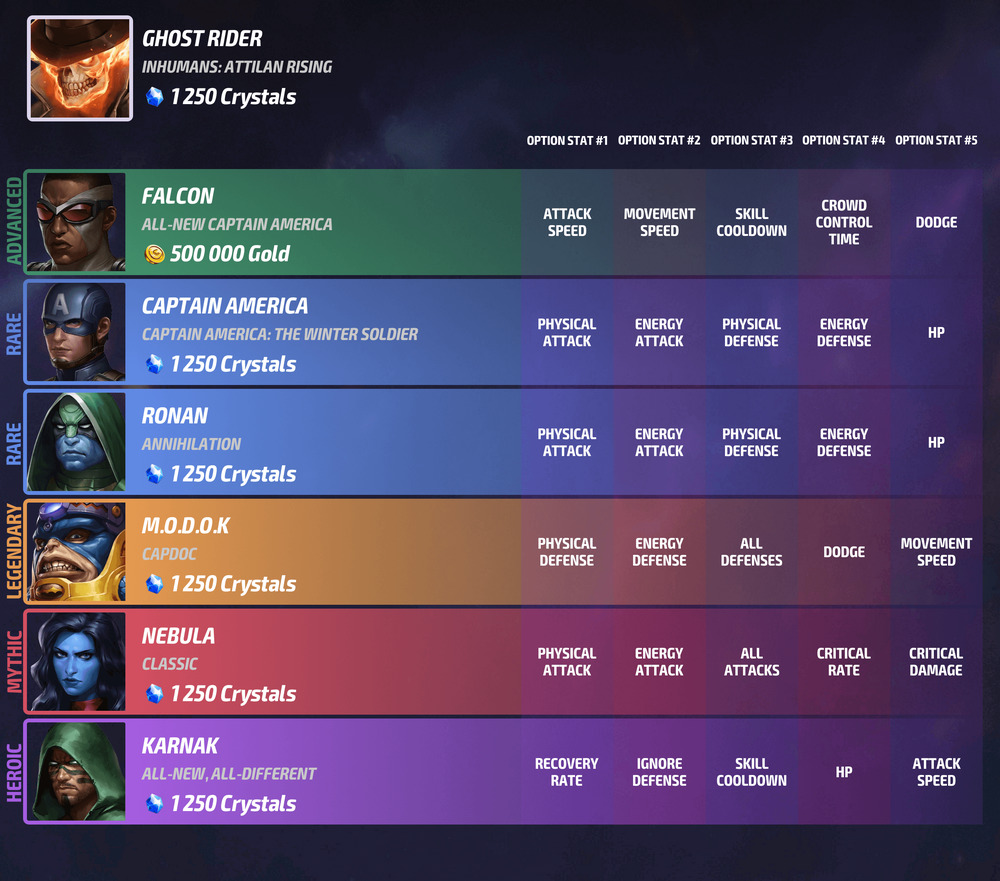 GHOST RIDER
INHUMANS: ATTILAN RISING
1 250 Crystals
OPTION STAT #1 OPTION STAT #2 OPTION STAT #3 OPTION STAT #4 OPTION STAT #5
ADVANCED
FALCON
ALL-NEW CAPTAIN AMERICA
500 000 Gold
ATTACK
SPEED
MOVEMENT
SPEED
SKILL
COOLDOWN
CROWD
CONTROL
TIME
DODGE
RARE
A
CAPTAIN AMERICA
CAPTAIN AMERICA: THE WINTER SOLDIER
1 250 Crystals
PHYSICAL
ATTACK
ENERGY
ATTACK
PHYSICAL
DEFENSE
ENERGY
DEFENSE
HP
RARE
RONAN
ANNIHILATION
1 250 Crystals
PHYSICAL
ATTACK
ENERGY
ATTACK
PHYSICAL
DEFENSE
ENERGY
DEFENSE
HP
LEGENDARY
M.O.D.O.K
CAPDOC
1 250 Crystals
PHYSICAL
DEFENSE
ENERGY
DEFENSE
ALL
DEFENSES
DODGE
MOVEMENT
SPEED
MYTHIC
NEBULA
CLASSIC
1 250 Crystals
PHYSICAL
ATTACK
ENERGY
ATTACK
ALL
ATTACKS
CRITICAL
RATE
CRITICAL
DAMAGE
HEROIC
KARNAK
ALL-NEW, ALL-DIFFERENT
1 250 Crystals
RECOVERY
RATE
IGNORE
DEFENSE
SKILL
COOLDOWN
HP
ATTACK
SPEED